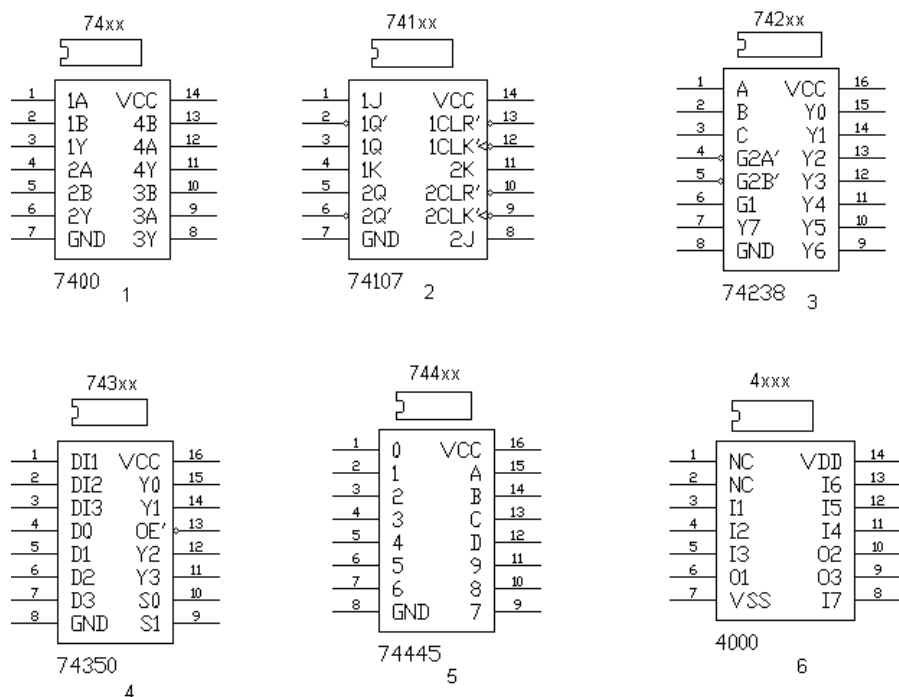 74xx
1 1A VCC 14
2 1B 4B 13
3 1Y 4A 12
4 2A 4Y 11
5 2B 3B 10
6 2Y 3A 9
7 GND 3Y 8
7400
1
741xx
1 1J VCC 14
2 1Q' 1CLR' 13
3 1Q 1CLK' 12
4 1K 2K 11
5 2Q 2CLR' 10
6 2Q' 2CLK' 9
7 GND 2J 8
74107
2
742xx
1 A VCC 16
2 B Y0 15
3 C Y1 14
4 G2A' Y2 13
5 G2B' Y3 12
6 G1 Y4 11
7 Y7 Y5 10
8 GND Y6 9
74238
3
743xx
1 DI1 VCC 16
2 DI2 Y0 15
3 DI3 Y1 14
4 D0 OE' 13
5 D1 Y2 12
6 D2 Y3 11
7 D3 S0 10
8 GND S1 9
74350
4
744xx
1 0 VCC 16
2 1 A 15
3 2 B 14
4 3 C 13
5 4 D 12
6 5 9 11
7 6 8 10
8 GND 7 9
74445
5
4xxx
1 NC VDD 14
2 NC I6 13
3 I1 I5 12
4 I2 I4 11
5 I3 O2 10
6 O1 O3 9
7 VSS I7 8
4000
6